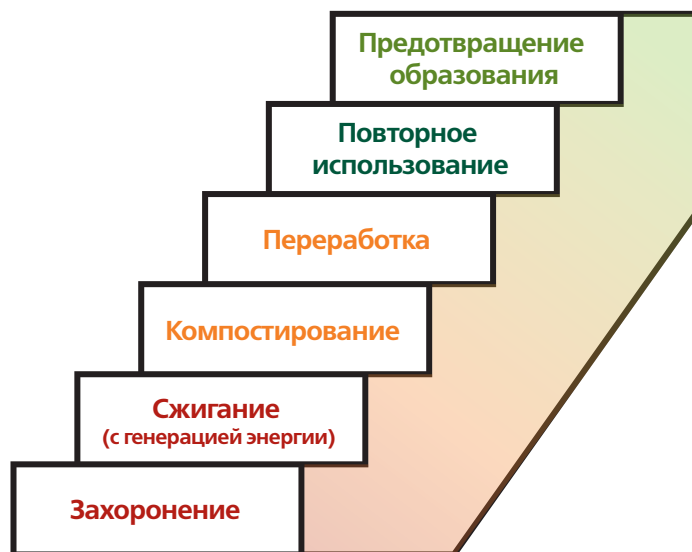 Предотвращение
образования
Повторное
использование
Переработка
Компостирование
Сжигание
(с генерацией энергии)
Захоронение